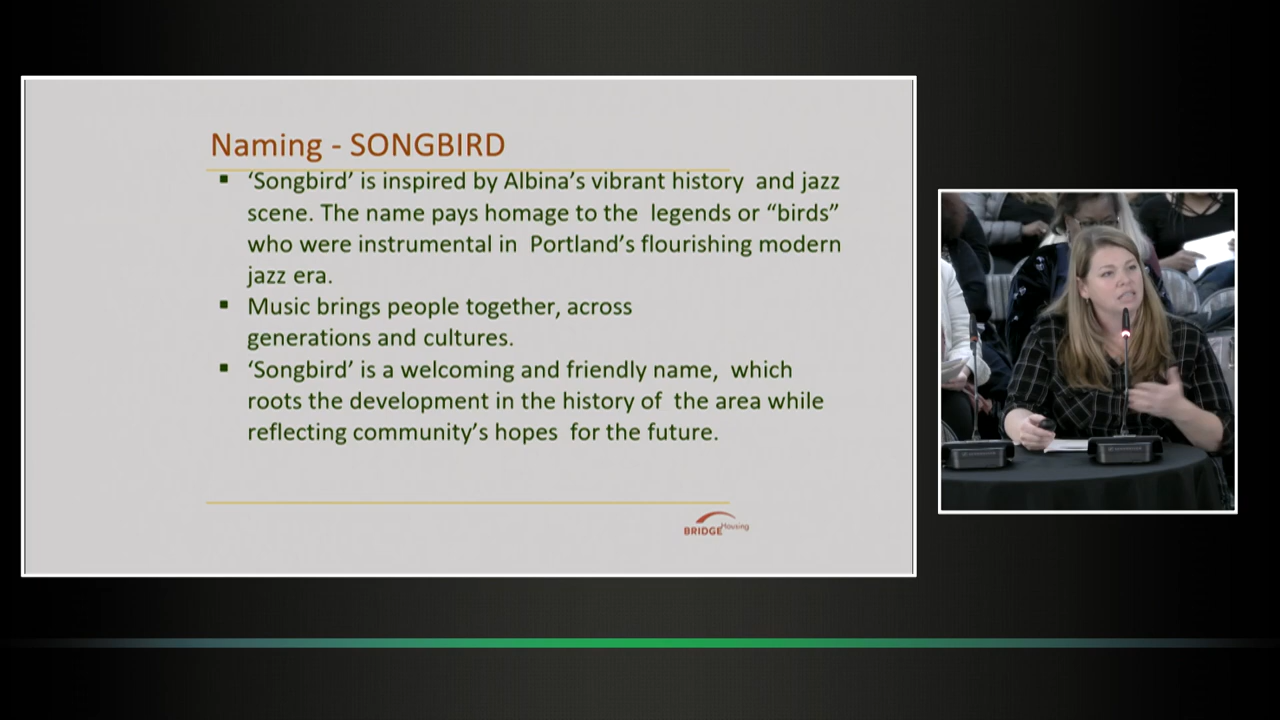 Naming - SONGBIRD
▪ ‘Songbird’ is inspired by Albina’s vibrant history and jazz
scene. The name pays homage to the legends or “birds”
who were instrumental in Portland’s flourishing modern
jazz era.
▪ Music brings people together, across
generations and cultures.
▪ ‘Songbird’ is a welcoming and friendly name, which
roots the development in the history of the area while
reflecting community’s hopes for the future.
BRIDGE Housing